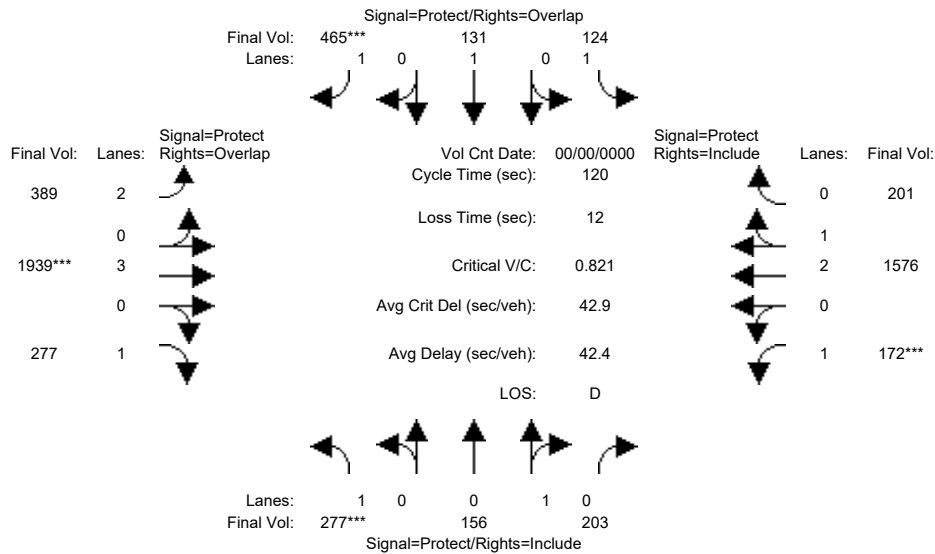 Signal=Protect/Rights=Overlap
Final Vol: 465*** 131 124
Lanes: 1 0 1 0 1
Signal=Protect
Final Vol: Lanes: Rights=Overlap
Vol Cnt Date: 00/00/0000
Signal=Protect
Rights=Include Lanes: Final Vol:
Cycle Time (sec): 120
389 2
0 201
Loss Time (sec): 12
0
1
1939*** 3
Critical V/C: 0.821
2 1576
0
Avg Crit Del (sec/veh): 42.9
0
277 1
Avg Delay (sec/veh): 42.4
1 172***
LOS: D
Lanes: 1 0 0 1 0
Final Vol: 277*** 156 203
Signal=Protect/Rights=Include